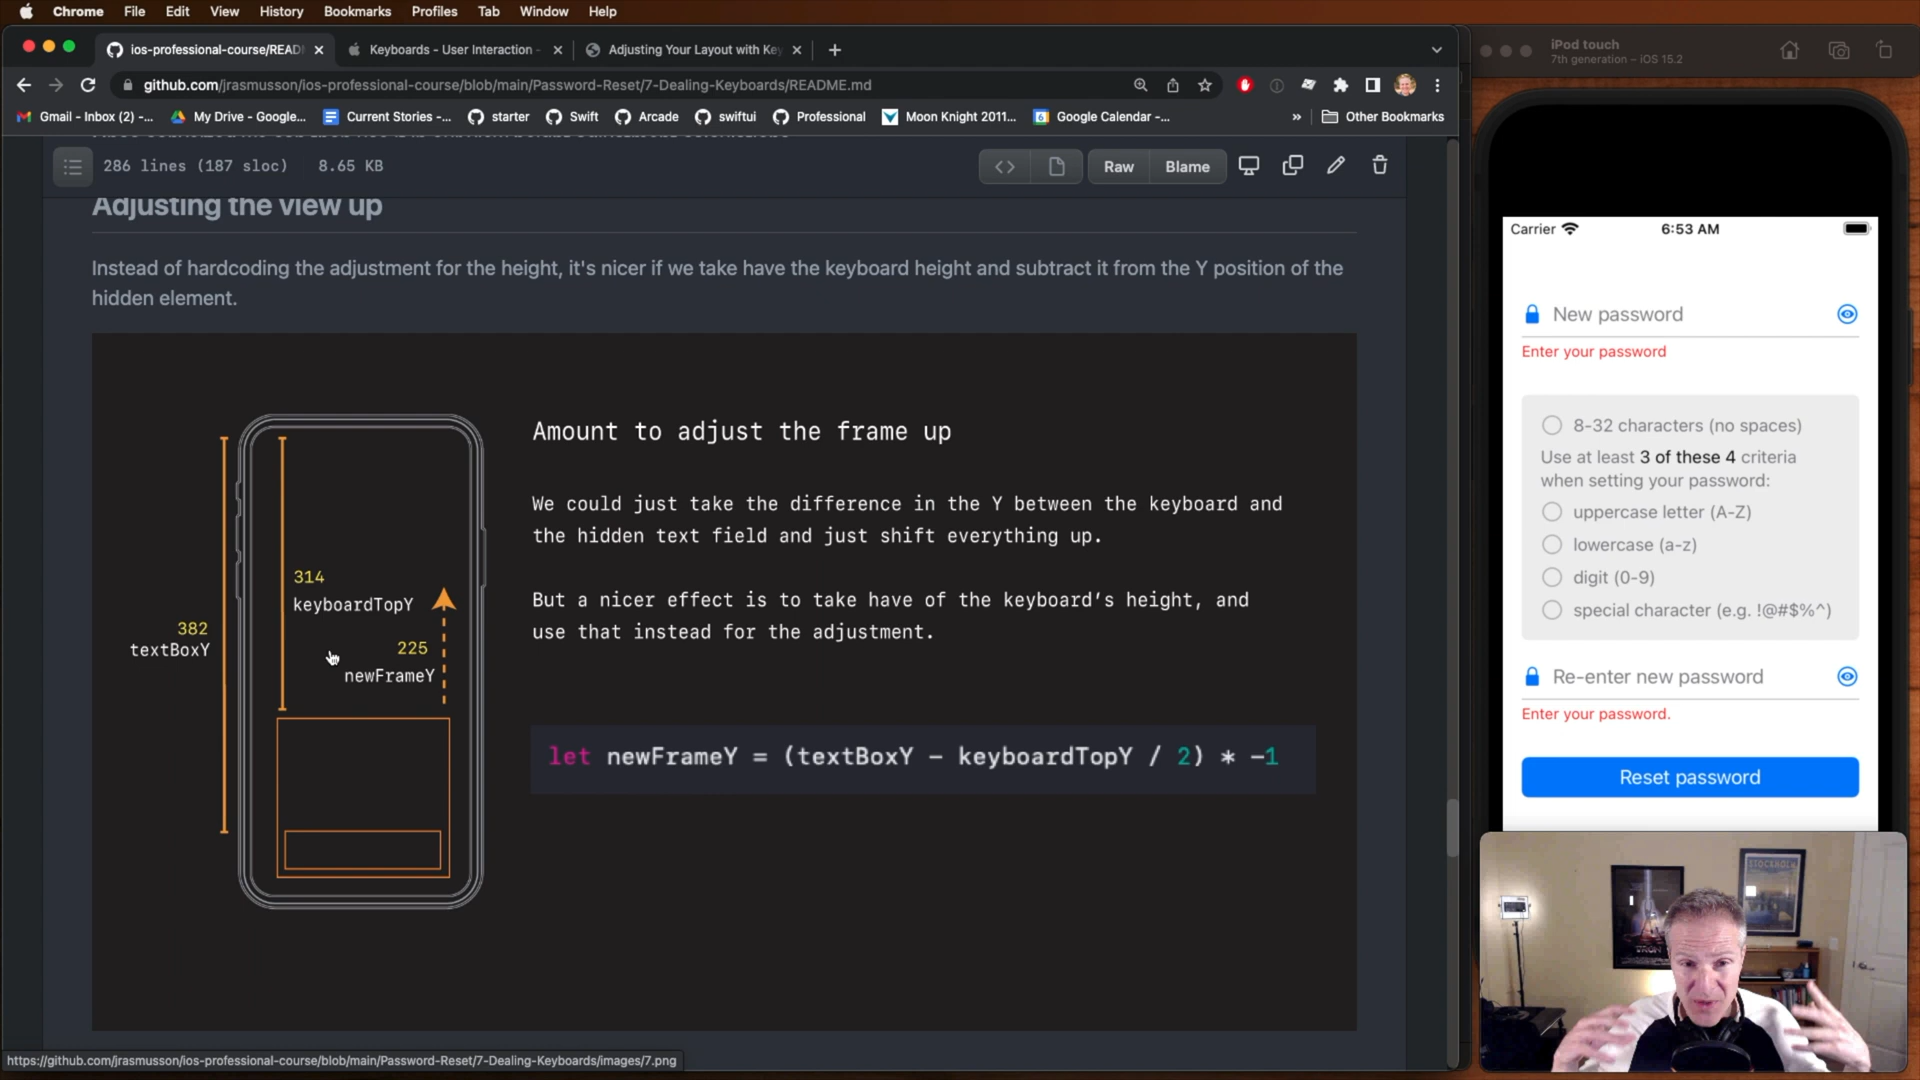 Chrome File Edit View History Bookmarks Profiles Tab Window Help
ios-professional-course/READ
Keyboards - User Interaction -
Adjusting Your Layout with Key
github.com/jrasmusson/ios-professional-course/blob/main/Password-Reset/7-Dealing-Keyboards/README.md
Gmail - Inbox (2) -... My Drive - Google... Current Stories -... starter Swift Arcade swiftui Professional Moon Knight 2011... Google Calendar -... » Other Bookmarks
286 lines (187 sloc) 8.65 KB
Raw Blame
Adjusting the view up
Instead of hardcoding the adjustment for the height, it's nicer if we take have the keyboard height and subtract it from the Y position of the
hidden element.
Amount to adjust the frame up
We could just take the difference in the Y between the keyboard and
the hidden text field and just shift everything up.
But a nicer effect is to take have of the keyboard's height, and
use that instead for the adjustment.
314
keyboardTopY
382
textBoxY
225
newFrameY
let newFrameY = (textBoxY - keyboardTopY / 2) * -1
https://github.com/jrasmusson/ios-professional-course/blob/main/Password-Reset/7-Dealing-Keyboards/images/7.png
iPod touch
7th generation – iOS 15.2
Carrier 6:53 AM
New password
Enter your password
8-32 characters (no spaces)
Use at least 3 of these 4 criteria
when setting your password:
uppercase letter (A-Z)
lowercase (a-z)
digit (0-9)
special character (e.g. !@#$%^)
Re-enter new password
Enter your password.
Reset password
STOCKHOLM
TRON